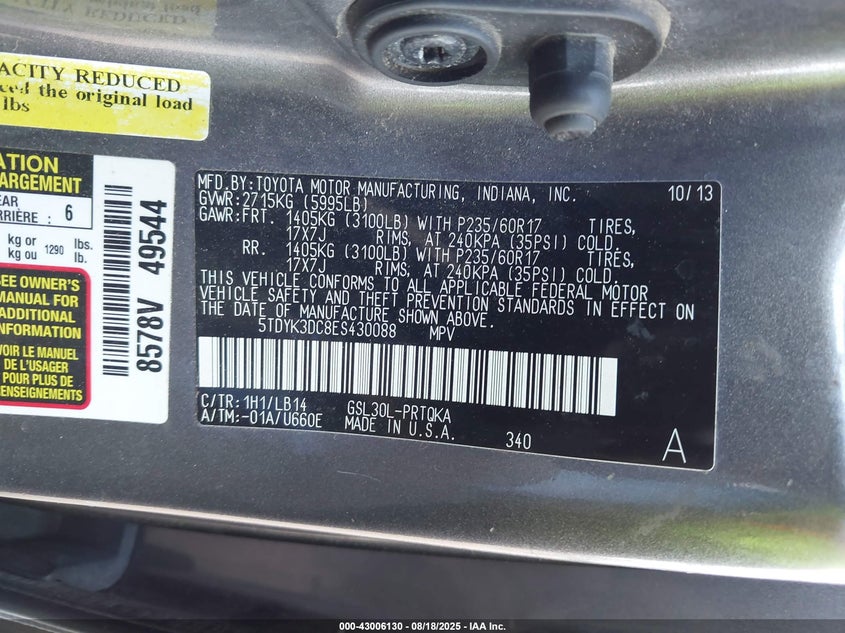 ACITY REDUCED
the original load
lbs
ATION
ARGEMENT
EAR
RRIÈRE: 6
kg or 1290 lbs.
kg ou lb.
SEE OWNER'S
MANUAL FOR
ADDITIONAL
INFORMATION
VOIR LE MANUEL
DE L'USAGER
POUR PLUS DE
RENSEIGNEMENTS
8578V 49544
MFD.BY:TOYOTA MOTOR MANUFACTURING, INDIANA, INC. 10/13
GVWR:2715KG (5995LB)
GAWR:FRT. 1405KG (3100LB) WITH P235/60R17 TIRES,
17X7J RIMS, AT 240KPA (35PSI) COLD.
RR. 1405KG (3100LB) WITH P235/60R17 TIRES,
17X7J RIMS, AT 240KPA (35PSI) COLD.
THIS VEHICLE CONFORMS TO ALL APPLICABLE FEDERAL MOTOR
VEHICLE SAFETY AND THEFT PREVENTION STANDARDS IN EFFECT ON
THE DATE OF MANUFACTURE SHOWN ABOVE.
5TDYK3DC8ES430088 MPV
C/TR:1H1/LB14 GSL30L-PRTQKA
A/TM:-01A/U660E MADE IN U.S.A. 340 A
000-43006130 - 08/18/2025 - IAA Inc.